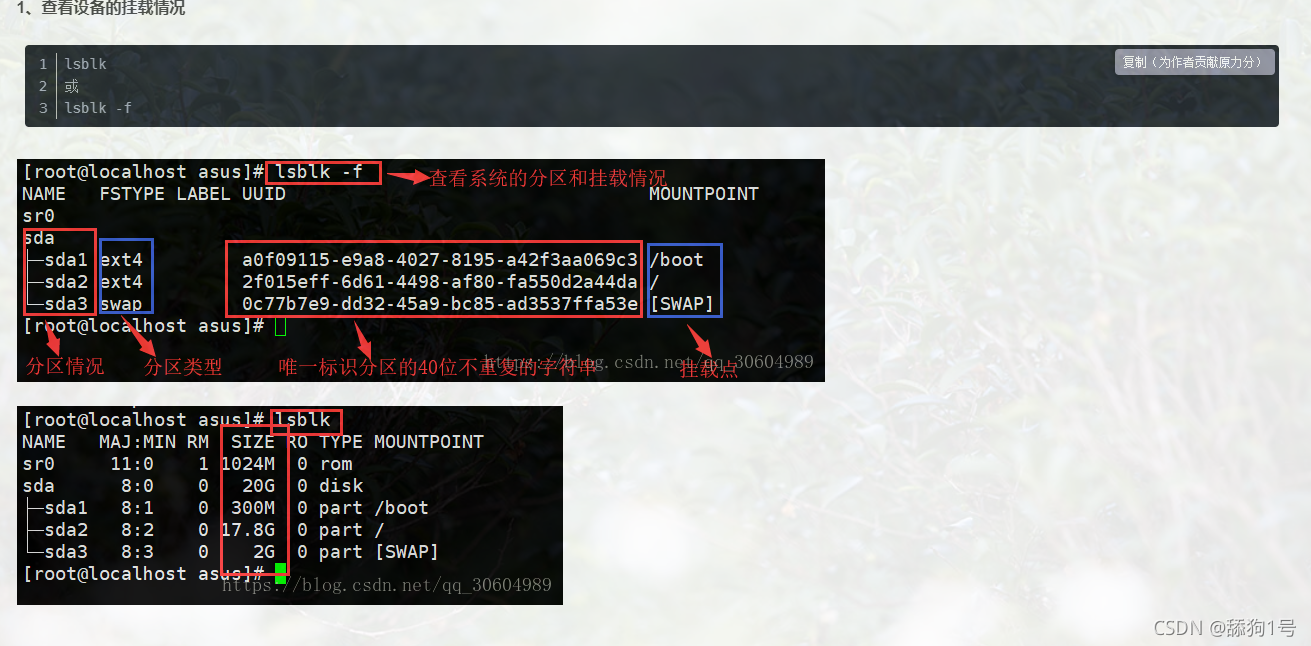 1、查看设备的挂载情况
复制（为作者贡献原力分）
1 lsblk
2 或
3 lsblk -f
[root@localhost asus]# lsblk -f 查看系统的分区和挂载情况
NAME FSTYPE LABEL UUID MOUNTPOINT
sr0
sda
├─sda1 ext4 a0f09115-e9a8-4027-8195-a42f3aa069c3 /boot
├─sda2 ext4 2f015eff-6d61-4498-af80-fa550d2a44da /
└─sda3 swap 0c77b7e9-dd32-45a9-bc85-ad3537ffa53e [SWAP]
[root@localhost asus]#
https://blog.csdn.net/qq_30604989
分区情况 分区类型 唯一标识分区的40位不重复的字符串 挂载点
[root@localhost asus]# lsblk
NAME MAJ:MIN RM SIZE RO TYPE MOUNTPOINT
sr0 11:0 1 1024M 0 rom
sda 8:0 0 20G 0 disk
├─sda1 8:1 0 300M 0 part /boot
├─sda2 8:2 0 17.8G 0 part /
└─sda3 8:3 0 2G 0 part [SWAP]
[root@localhost asus]#
https://blog.csdn.net/qq_30604989
CSDN @舔狗1号